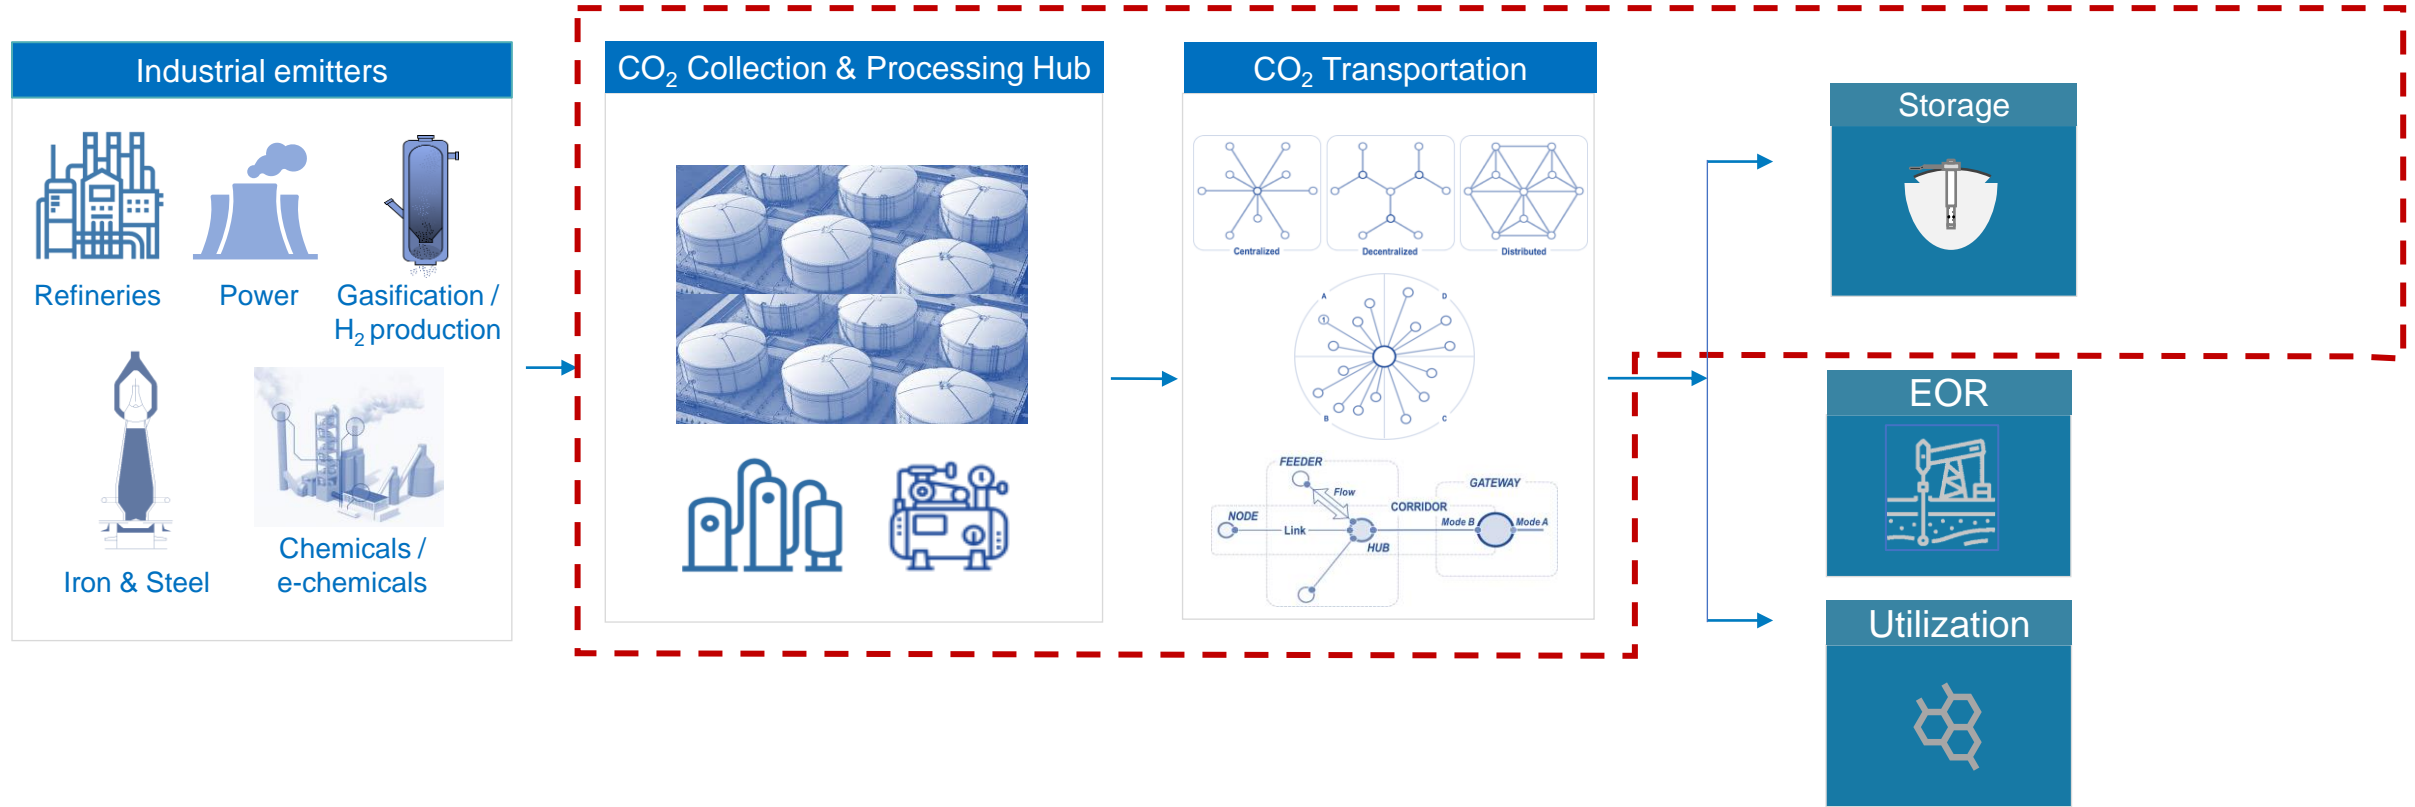 Industrial emitters
Refineries
Power
Gasification /
H₂ production
Iron & Steel
Chemicals /
e-chemicals
CO₂ Collection & Processing Hub
CO₂ Transportation
Centralized
Decentralized
Distributed
A
D
1
B
C
FEEDER
Flow
GATEWAY
CORRIDOR
NODE
Mode B
Mode A
Link
HUB
Storage
EOR
Utilization